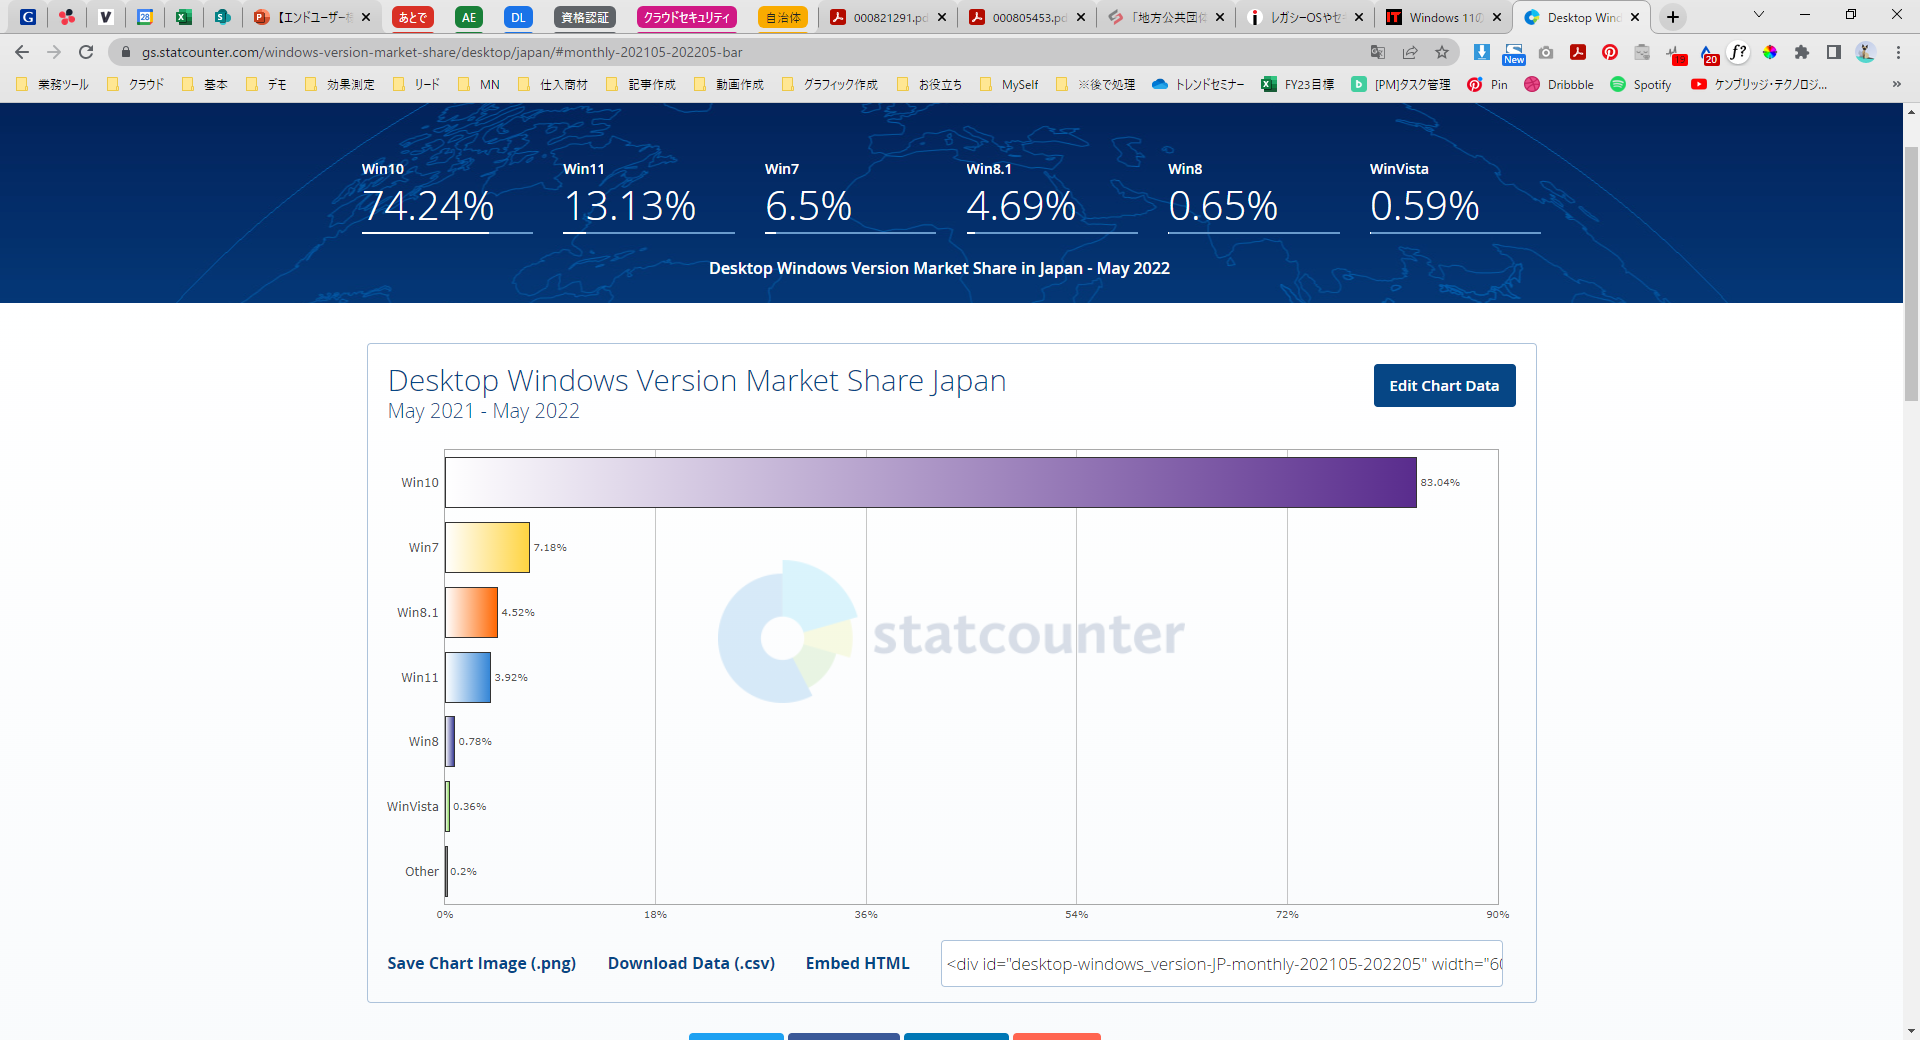 28
【エンドユーザー様
あとで
AE
DL
資格認証
クラウドセキュリティ
自治体
000821291.pd
000805453.pd
「地方公共団体
レガシーOSやセキ
Windows 11の
Desktop Wind
gs.statcounter.com/windows-version-market-share/desktop/japan/#monthly-202105-202205-bar
New
20
f?
業務ツール
クラウド
基本
デモ
効果測定
リード
MN
仕入商材
記事作成
動画作成
グラフィック作成
お役立ち
MySelf
※後で処理
トレンドセミナー
FY23目標
[PM]タスク管理
Pin
Dribbble
Spotify
ケンブリッジ・テクノロジ...
Win10
74.24%
Win11
13.13%
Win7
6.5%
Win8.1
4.69%
Win8
0.65%
WinVista
0.59%
Desktop Windows Version Market Share in Japan - May 2022
Desktop Windows Version Market Share Japan
May 2021 - May 2022
Edit Chart Data
Win10
83.04%
Win7
7.18%
Win8.1
4.52%
Win11
3.92%
Win8
0.78%
WinVista
0.36%
Other
0.2%
statcounter
0%
18%
36%
54%
72%
90%
Save Chart Image (.png)
Download Data (.csv)
Embed HTML
<div id="desktop-windows_version-JP-monthly-202105-202205" width="60